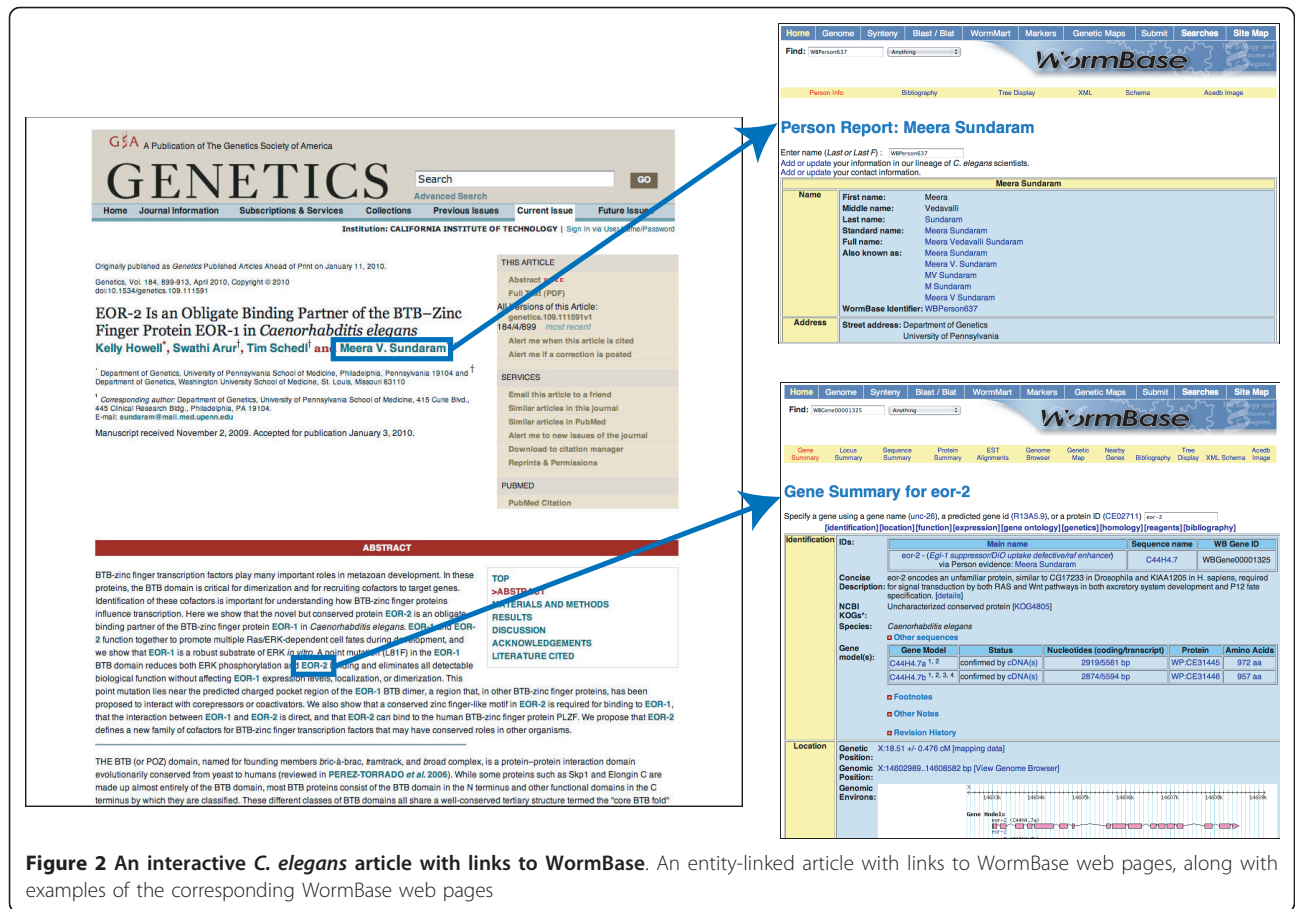 GSA A Publication of The Genetics Society of America
GENETICS
Search
GO
Advanced Search
Home Journal Information Subscriptions & Services Collections Previous Issues Current Issue Future Issues
Institution: CALIFORNIA INSTITUTE OF TECHNOLOGY | Sign In via User Name/Password
Originally published as Genetics Published Articles Ahead of Print on January 11, 2010.
Genetics, Vol. 184, 899-913, April 2010, Copyright © 2010
doi:10.1534/genetics.109.111591
EOR-2 Is an Obligate Binding Partner of the BTB–Zinc
Finger Protein EOR-1 in Caenorhabditis elegans
Kelly Howell*, Swathi Arur†, Tim Schedl† and Meera V. Sundaram
* Department of Genetics, University of Pennsylvania School of Medicine, Philadelphia, Pennsylvania 19104 and †
Department of Genetics, Washington University School of Medicine, St. Louis, Missouri 63110
1 Corresponding author: Department of Genetics, University of Pennsylvania School of Medicine, 415 Curie Blvd.,
445 Clinical Research Bldg., Philadelphia, PA 19104.
E-mail: sundaram@mail.med.upenn.edu
Manuscript received November 2, 2009. Accepted for publication January 3, 2010.
THIS ARTICLE
Abstract
Full Text (PDF)
All Versions of this Article:
genetics.109.111591v1
184/4/899 most recent
Alert me when this article is cited
Alert me if a correction is posted
SERVICES
Email this article to a friend
Similar articles in this journal
Similar articles in PubMed
Alert me to new issues of the journal
Download to citation manager
Reprints & Permissions
PUBMED
PubMed Citation
ABSTRACT
BTB-zinc finger transcription factors play many important roles in metazoan development. In these
proteins, the BTB domain is critical for dimerization and for recruiting cofactors to target genes.
Identification of these cofactors is important for understanding how BTB-zinc finger proteins
influence transcription. Here we show that the novel but conserved protein EOR-2 is an obligate
binding partner of the BTB-zinc finger protein EOR-1 in Caenorhabditis elegans. EOR-1 and EOR-
2 function together to promote multiple Ras/ERK-dependent cell fates during development, and
we show that EOR-1 is a robust substrate of ERK in vitro. A point mutation (L81F) in the EOR-1
BTB domain reduces both ERK phosphorylation and EOR-2 binding and eliminates all detectable
biological function without affecting EOR-1 expression levels, localization, or dimerization. This
point mutation lies near the predicted charged pocket region of the EOR-1 BTB dimer, a region that, in other BTB-zinc finger proteins, has been
proposed to interact with corepressors or coactivators. We also show that a conserved zinc finger-like motif in EOR-2 is required for binding to EOR-1,
that the interaction between EOR-1 and EOR-2 is direct, and that EOR-2 can bind to the human BTB-zinc finger protein PLZF. We propose that EOR-2
defines a new family of cofactors for BTB-zinc finger transcription factors that may have conserved roles in other organisms.
TOP
>ABSTRACT
MATERIALS AND METHODS
RESULTS
DISCUSSION
ACKNOWLEDGEMENTS
LITERATURE CITED
THE BTB (or POZ) domain, named for founding members bric-à-brac, tramtrack, and broad complex, is a protein–protein interaction domain
evolutionarily conserved from yeast to humans (reviewed in PEREZ-TORRADO et al. 2006). While some proteins such as Skp1 and Elongin C are
made up almost entirely of the BTB domain, most BTB proteins consist of the BTB domain in the N terminus and other functional domains in the C
terminus by which they are classified. These different classes of BTB domains all share a well-conserved tertiary structure termed the "core BTB fold"
Home Genome Synteny Blast / Blat WormMart Markers Genetic Maps Submit Searches Site Map
Find: WBPerson637 Anything
WormBase
The Biology and Genome of C. elegans
Person Info Bibliography Tree Display XML Schema Acedb Image
Person Report: Meera Sundaram
Enter name (Last or Last F) : WBPerson637
Add or update your information in our lineage of C. elegans scientists.
Add or update your contact information.
Meera Sundaram
Name
First name: Meera
Middle name: Vedavalli
Last name: Sundaram
Standard name: Meera Sundaram
Full name: Meera Vedavalli Sundaram
Also known as: Meera Sundaram
Meera V. Sundaram
MV Sundaram
M Sundaram
Meera V Sundaram
WormBase Identifier: WBPerson637
Address
Street address: Department of Genetics
University of Pennsylvania
Home Genome Synteny Blast / Blat WormMart Markers Genetic Maps Submit Searches Site Map
Find: WBGene00001325 Anything
WormBase
The Biology and Genome of C. elegans
Gene Summary Locus Summary Sequence Summary Protein Summary EST Alignments Genome Browser Genetic Map Nearby Genes Bibliography Tree Display XML Schema Acedb Image
Gene Summary for eor-2
Specify a gene using a gene name (unc-26), a predicted gene id (R13A5.9), or a protein ID (CE02711) eor-2
[identification] [location] [function] [expression] [gene ontology] [genetics] [homology] [reagents] [bibliography]
Identification
IDs:
Main name Sequence name WB Gene ID
eor-2 - (Egl-1 suppressor/DiO uptake defective/raf enhancer) C44H4.7 WBGene00001325
via Person evidence: Meera Sundaram
Concise Description: eor-2 encodes an unfamiliar protein, similar to CG17233 in Drosophila and KIAA1205 in H. sapiens, required
for signal transduction by both RAS and Wnt pathways in both excretory system development and P12 fate
specification. [details]
NCBI KOGs*: Uncharacterized conserved protein [KOG4805]
Species: Caenorhabditis elegans
Other sequences
Gene model(s):
Gene Model Status Nucleotides (coding/transcript) Protein Amino Acids
C44H4.7a 1, 2 confirmed by cDNA(s) 2919/5561 bp WP:CE31445 972 aa
C44H4.7b 1, 2, 3, 4 confirmed by cDNA(s) 2874/5594 bp WP:CE31446 957 aa
Footnotes
Other Notes
Revision History
Location
Genetic Position: X:18.51 +/- 0.476 cM [mapping data]
Genomic Position: X:14602989..14608582 bp [View Genome Browser]
Genomic Environs:
X
14603k 14604k 14605k 14606k 14607k 14608k 14609k
Gene Models
eor-2 (C44H4.7a)
eor-2
Figure 2 An interactive C. elegans article with links to WormBase. An entity-linked article with links to WormBase web pages, along with
examples of the corresponding WormBase web pages